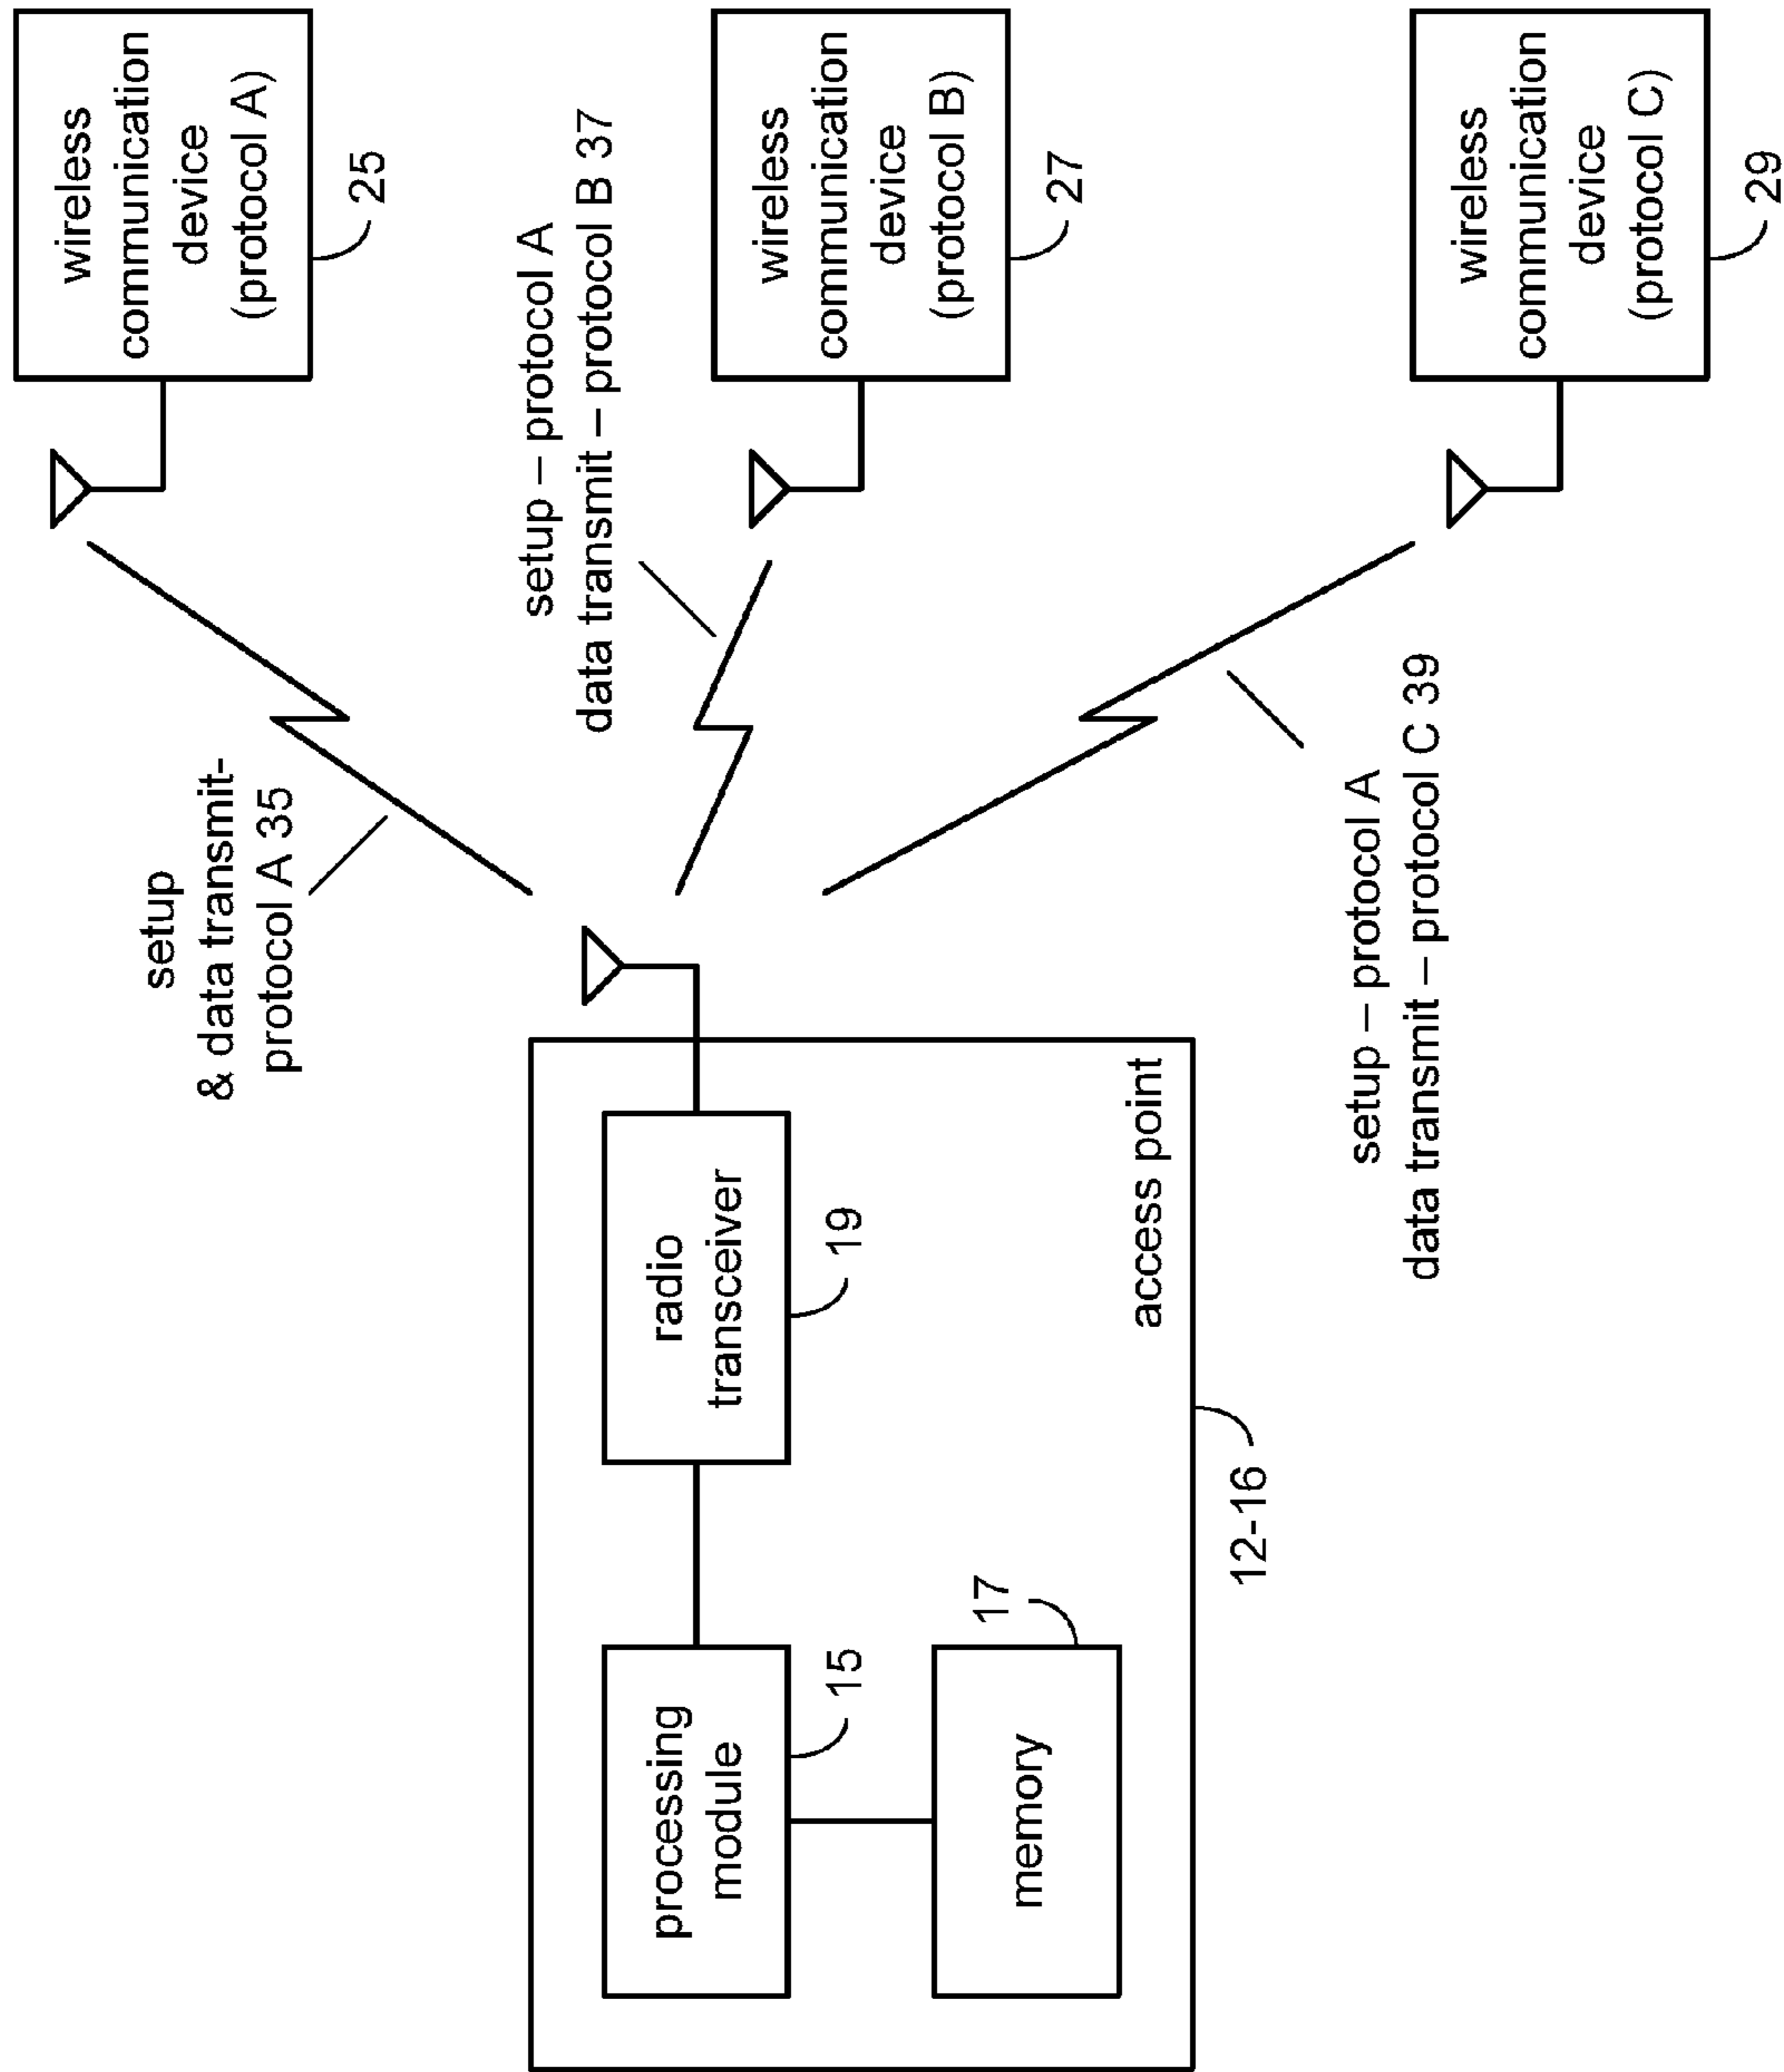 wireless
communication
device
(protocol A)
25
setup
& data transmit-
protocol A 35
setup – protocol A
data transmit – protocol B 37
wireless
communication
device
(protocol B)
27
processing
module
15
radio
transceiver
19
memory
17
access point
12-16
setup – protocol A
data transmit – protocol C 39
wireless
communication
device
(protocol C)
29